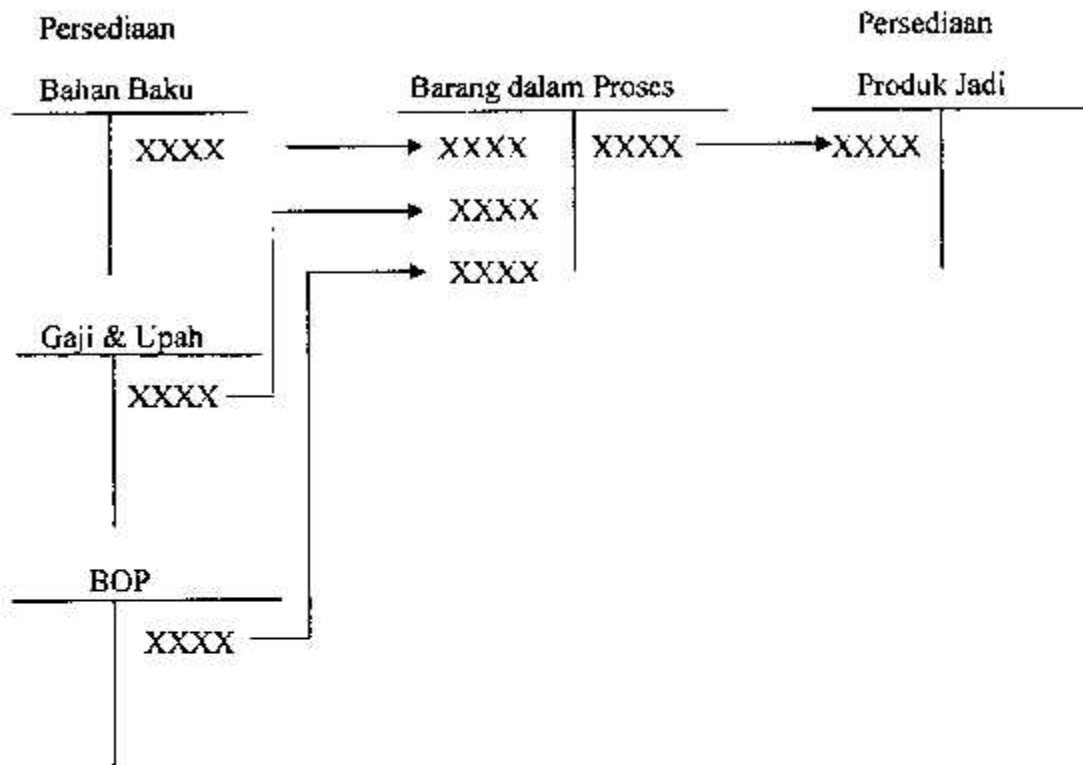 Persediaan
Persediaan
Bahan Baku
Barang dalam Proses
Produk Jadi
XXXX
XXXX
XXXX
XXXX
XXXX
XXXX
Gaji & Upah
XXXX
BOP
XXXX